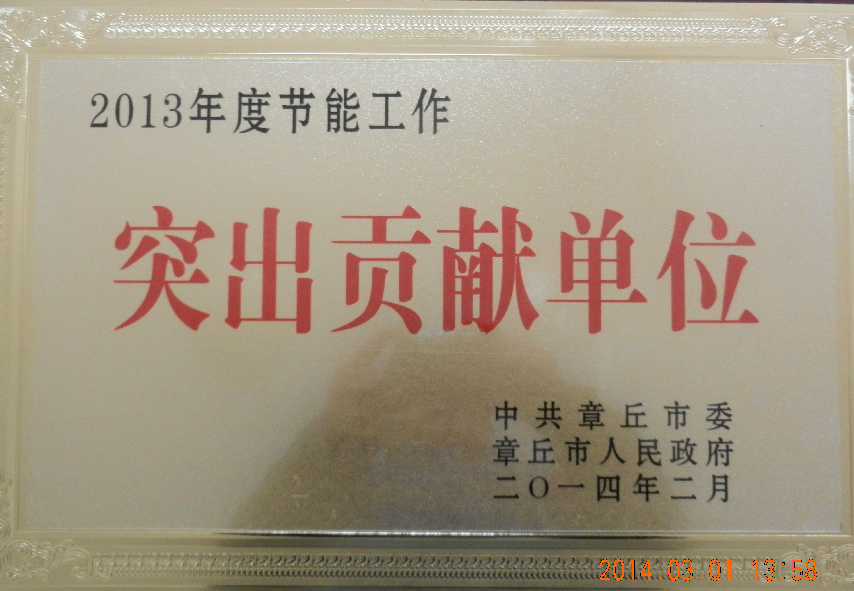 2013年度节能工作
突出贡献单位
中共章丘市委
章丘市人民政府
二〇一四年二月
2014.03.01 13:58